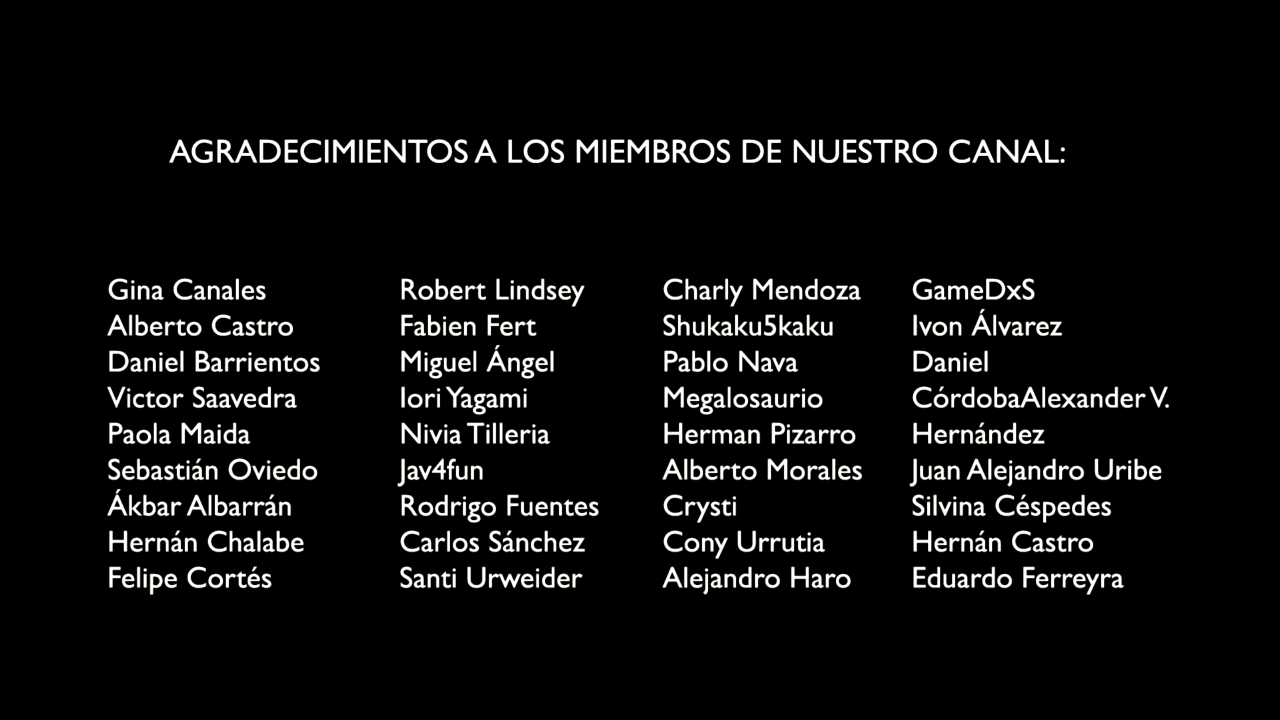 AGRADECIMIENTOS A LOS MIEMBROS DE NUESTRO CANAL:
Gina Canales
Alberto Castro
Daniel Barrientos
Victor Saavedra
Paola Maida
Sebastián Oviedo
Ákbar Albarrán
Hernán Chalabe
Felipe Cortés
Robert Lindsey
Fabien Fert
Miguel Ángel
Iori Yagami
Nivia Tilleria
Jav4fun
Rodrigo Fuentes
Carlos Sánchez
Santi Urweider
Charly Mendoza
Shukaku5kaku
Pablo Nava
Megalosaurio
Herman Pizarro
Alberto Morales
Crysti
Cony Urrutia
Alejandro Haro
GameDxS
Ivon Álvarez
Daniel
CórdobaAlexander V.
Hernández
Juan Alejandro Uribe
Silvina Céspedes
Hernán Castro
Eduardo Ferreyra